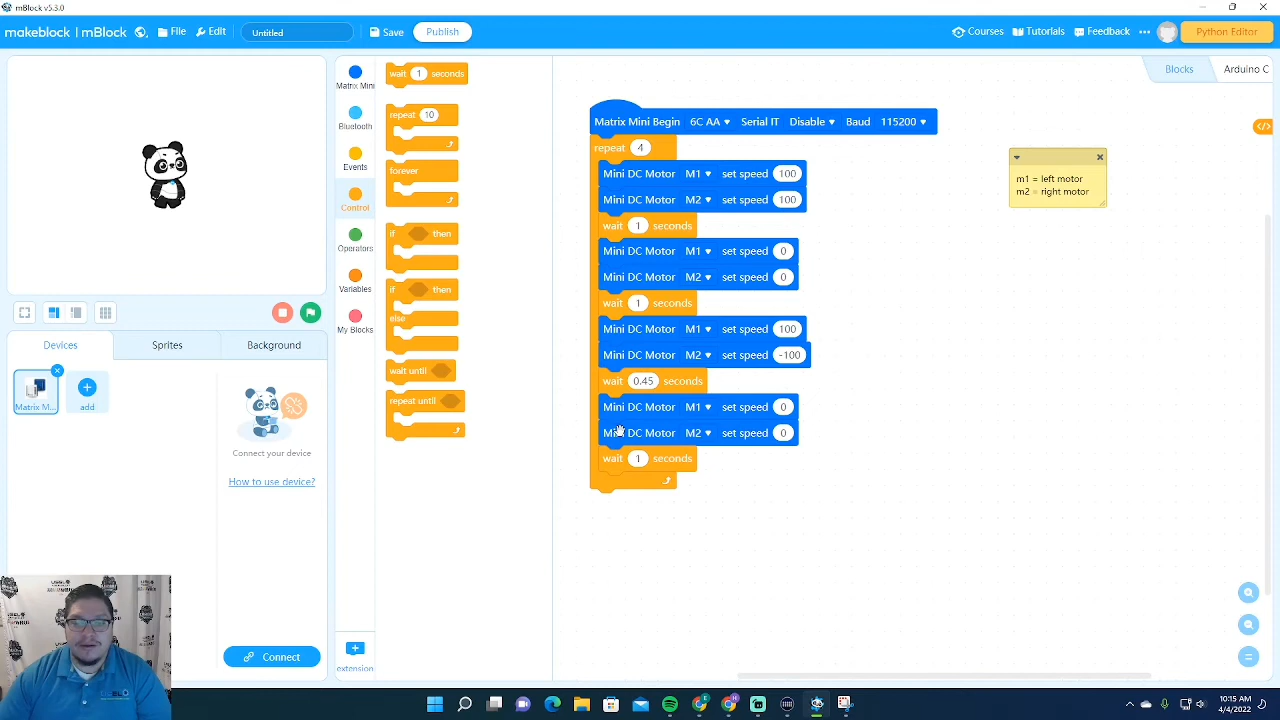 mBlock v5.3.0
makeblock | mBlock File Edit Untitled Save Publish Courses Tutorials Feedback Python Editor
Matrix Mini
Bluetooth
Events
Control
Operators
Variables
My Blocks
extension
wait 1 seconds
repeat 10
forever
if then
if then
else
wait until
repeat until
Blocks Arduino C
Matrix Mini Begin 6C AA Serial IT Disable Baud 115200
repeat 4
Mini DC Motor M1 set speed 100
Mini DC Motor M2 set speed 100
wait 1 seconds
Mini DC Motor M1 set speed 0
Mini DC Motor M2 set speed 0
wait 1 seconds
Mini DC Motor M1 set speed 100
Mini DC Motor M2 set speed -100
wait 0.45 seconds
Mini DC Motor M1 set speed 0
Mini DC Motor M2 set speed 0
wait 1 seconds
m1 = left motor
m2 = right motor
Devices Sprites Background
Matrix M...
add
Connect your device
How to use device?
Connect
10:15 AM
4/4/2022